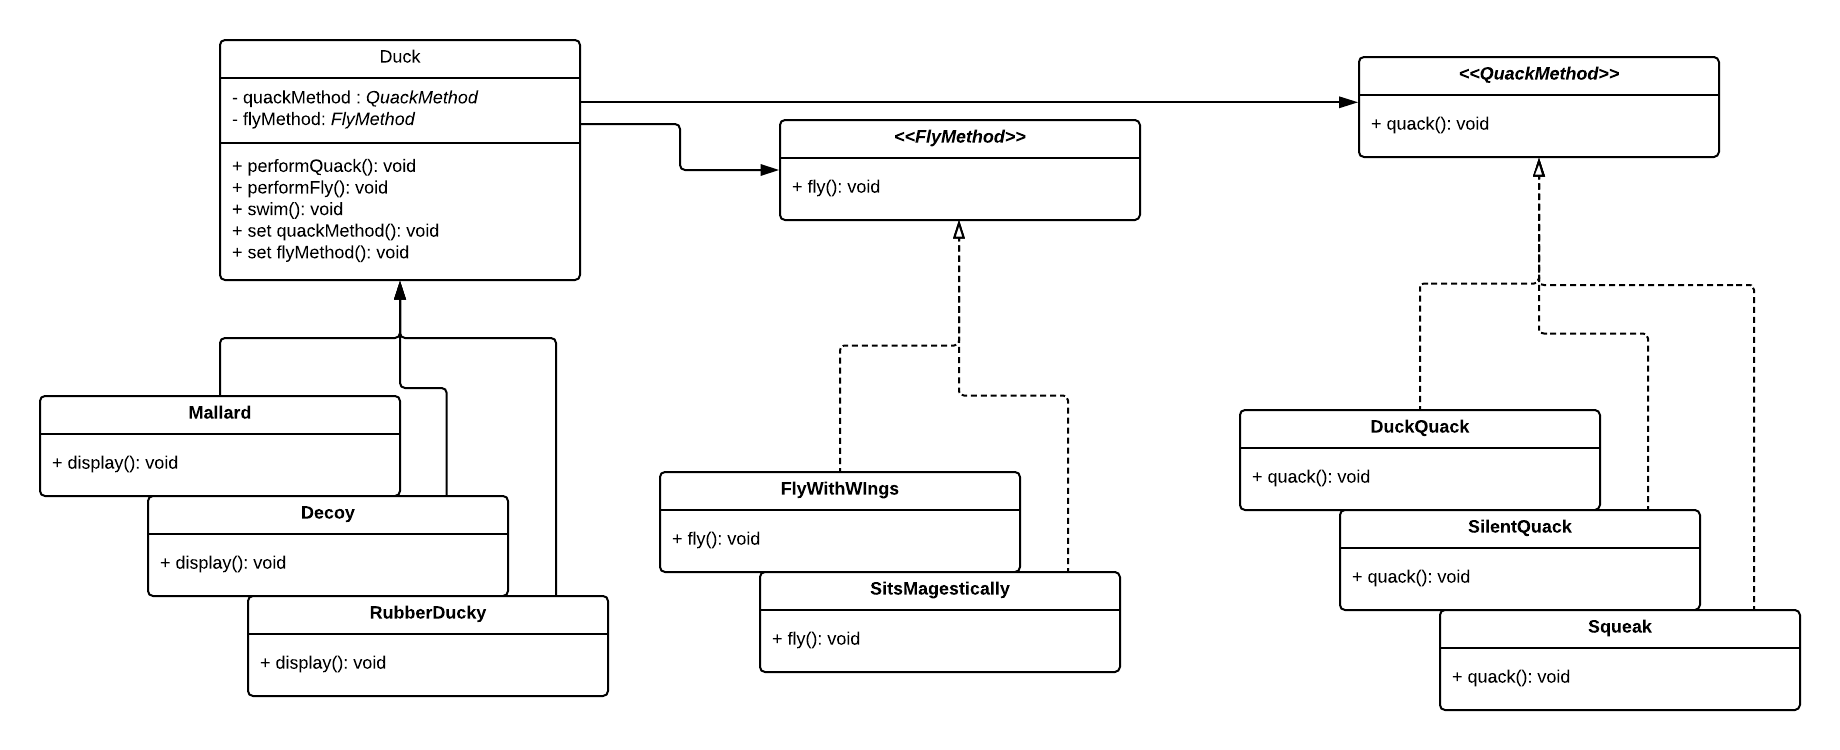 Duck
- quackMethod : QuackMethod
- flyMethod: FlyMethod
+ performQuack(): void
+ performFly(): void
+ swim(): void
+ set quackMethod(): void
+ set flyMethod(): void
<<FlyMethod>>
+ fly(): void
<<QuackMethod>>
+ quack(): void
Mallard
+ display(): void
Decoy
+ display(): void
RubberDucky
+ display(): void
FlyWithWIngs
+ fly(): void
SitsMagestically
+ fly(): void
DuckQuack
+ quack(): void
SilentQuack
+ quack(): void
Squeak
+ quack(): void